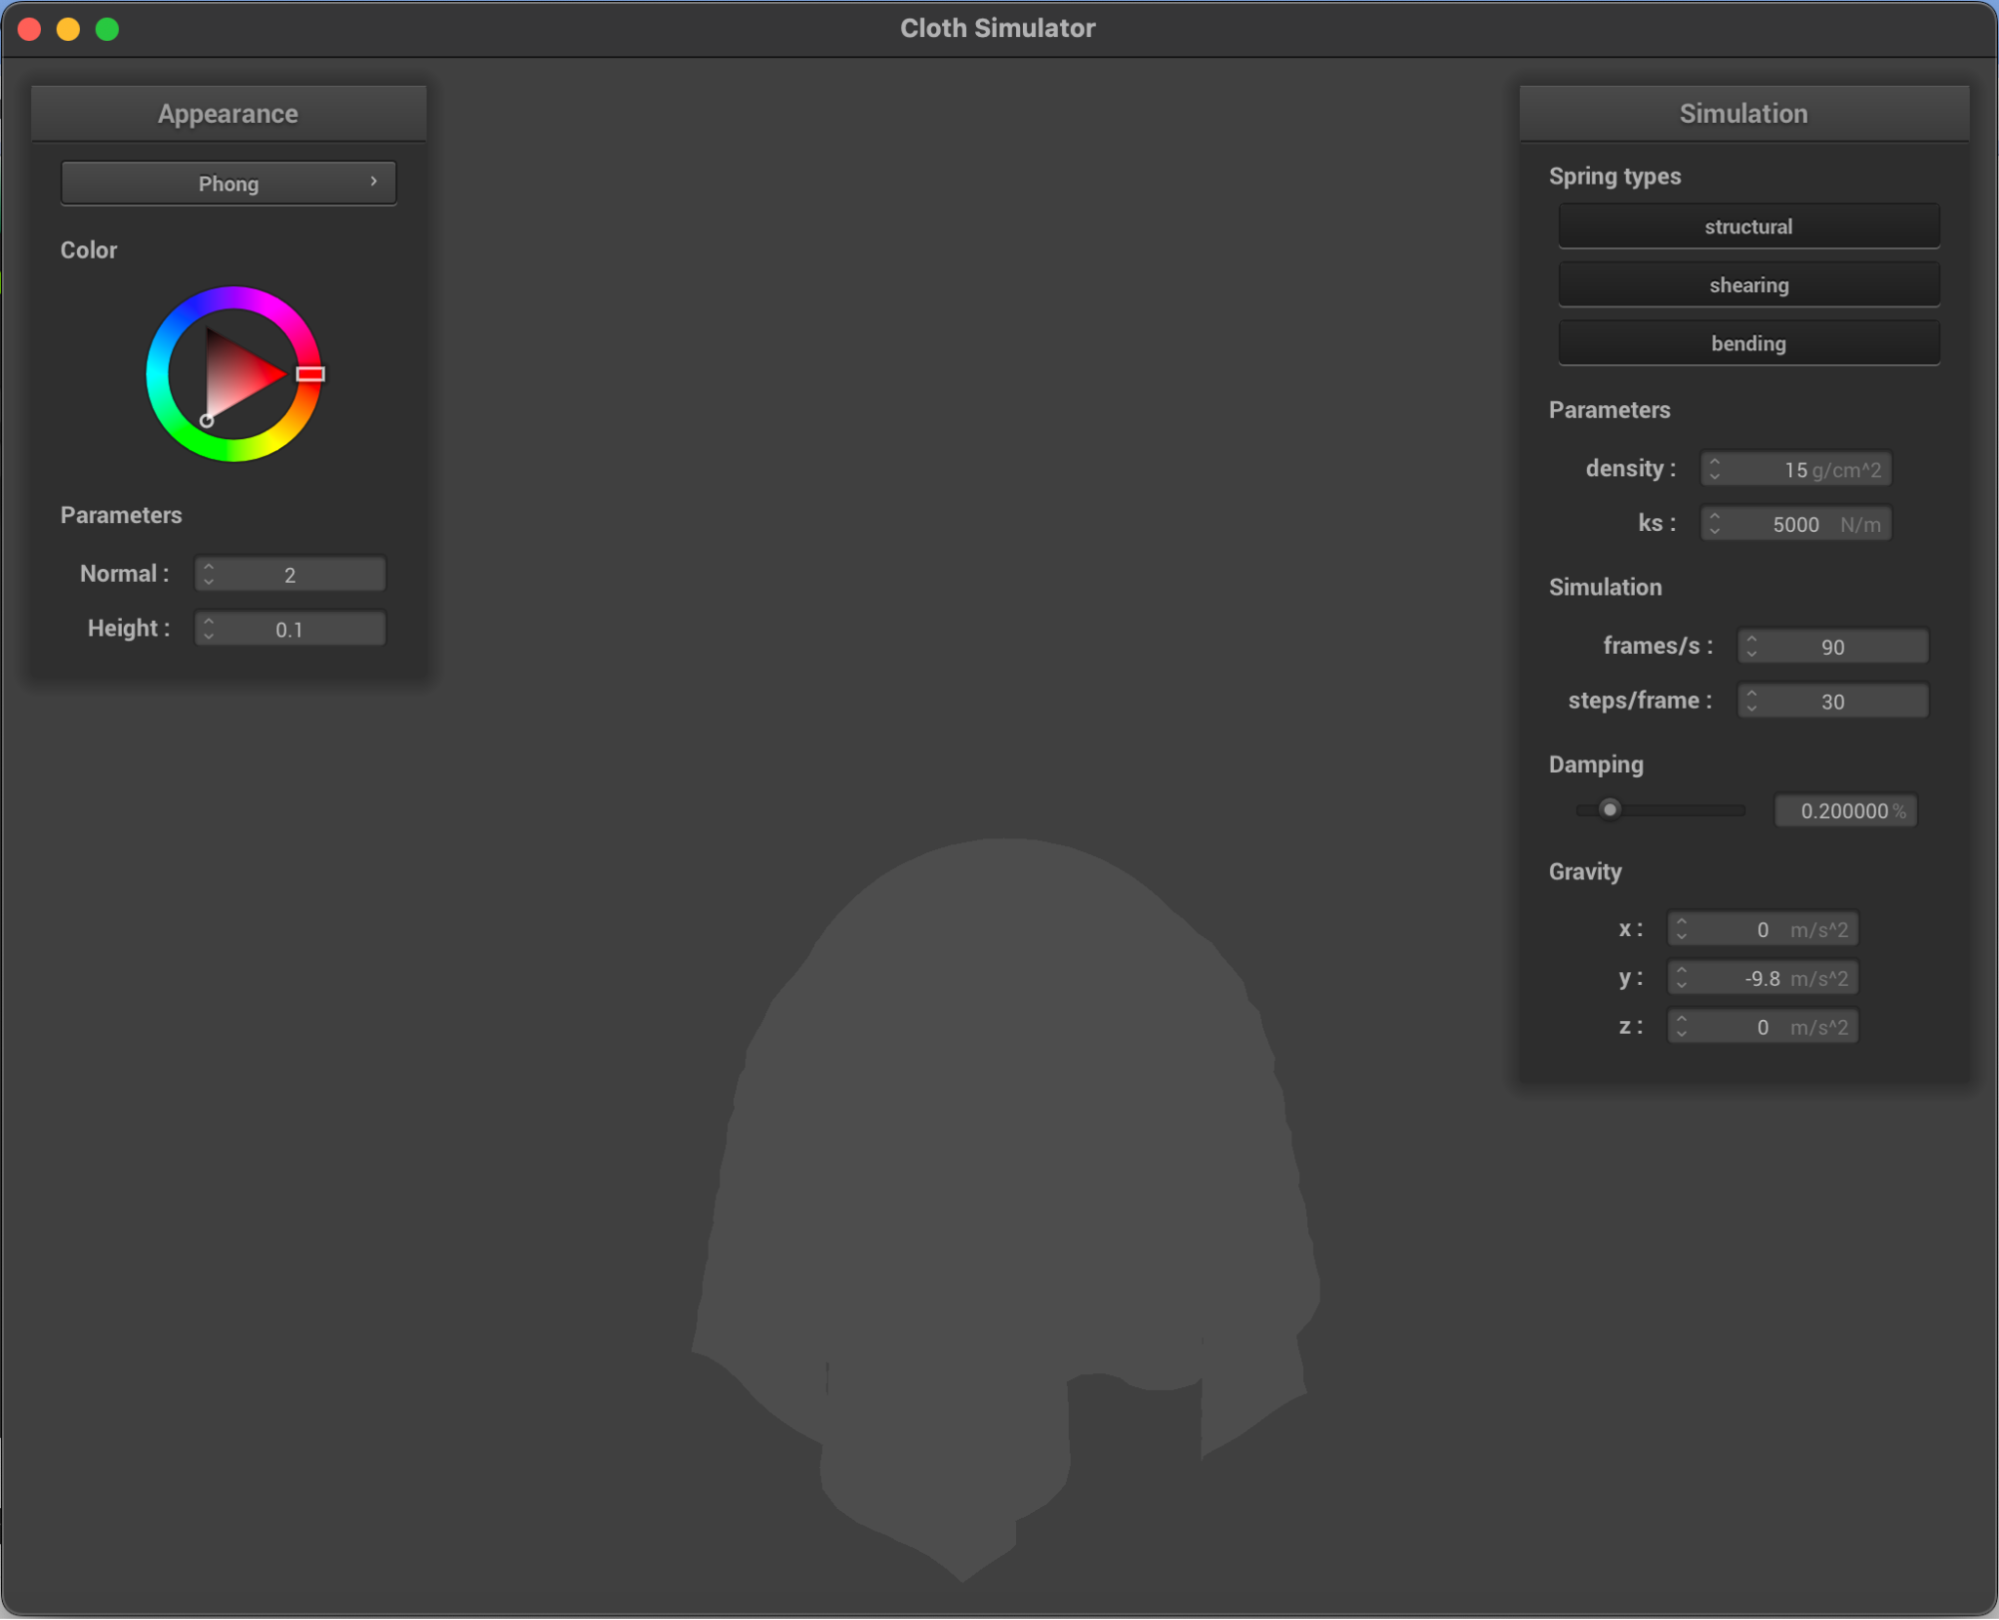 Cloth Simulator
Appearance
Phong
Color
Parameters
Normal : 2
Height : 0.1
Simulation
Spring types
structural
shearing
bending
Parameters
density : 15 g/cm^2
ks : 5000 N/m
Simulation
frames/s : 90
steps/frame : 30
Damping
0.200000 %
Gravity
x : 0 m/s^2
y : -9.8 m/s^2
z : 0 m/s^2